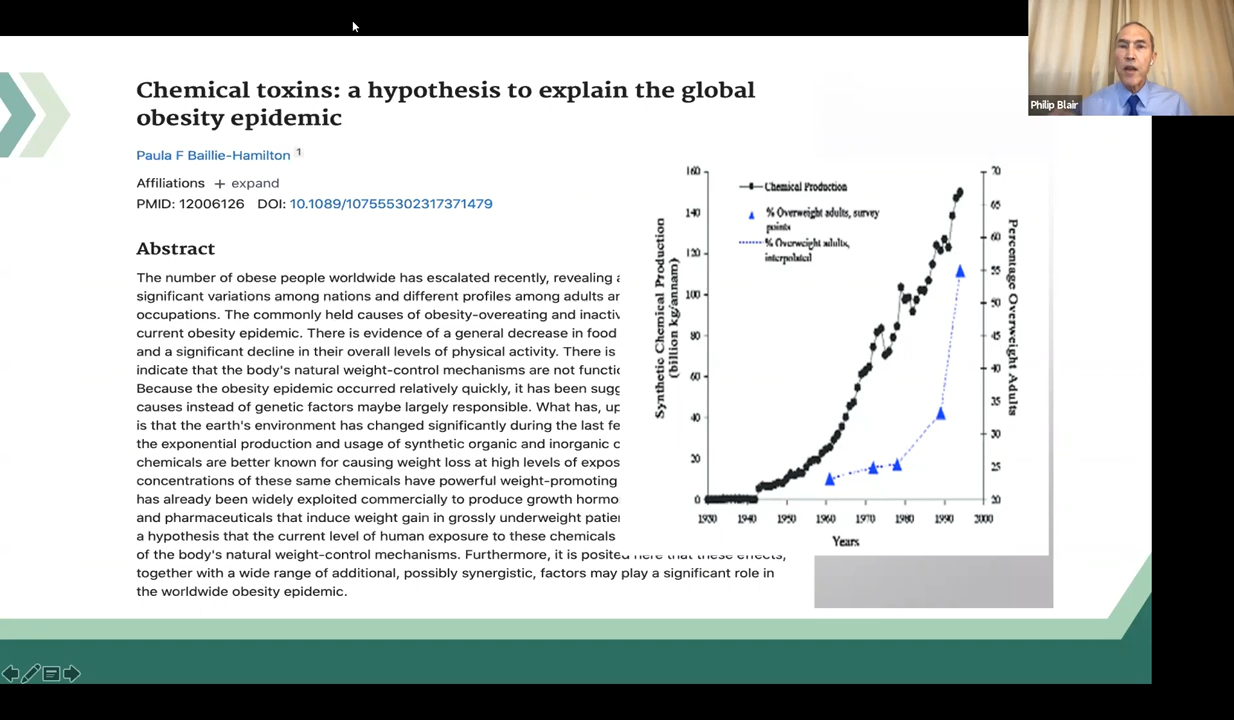 Philip Blair
Chemical toxins: a hypothesis to explain the global
obesity epidemic
Paula F Baillie-Hamilton 1
Affiliations + expand
PMID: 12006126 DOI: 10.1089/107555302317371479
Abstract
The number of obese people worldwide has escalated recently, revealing
significant variations among nations and different profiles among adults
occupations. The commonly held causes of obesity-overeating and
current obesity epidemic. There is evidence of a general decrease in food
and a significant decline in their overall levels of physical activity. There is
indicate that the body's natural weight-control mechanisms are not
Because the obesity epidemic occurred relatively quickly, it has been
causes instead of genetic factors maybe largely responsible. What has,
is that the earth's environment has changed significantly during the last
the exponential production and usage of synthetic organic and inorganic
chemicals are better known for causing weight loss at high levels of
concentrations of these same chemicals have powerful weight-promoting
has already been widely exploited commercially to produce growth
and pharmaceuticals that induce weight gain in grossly underweight
a hypothesis that the current level of human exposure to these chemicals
of the body's natural weight-control mechanisms. Furthermore, it is posited here that these effects,
together with a wide range of additional, possibly synergistic, factors may play a significant role in
the worldwide obesity epidemic.
Chemical Production
% Overweight adults, survey
points
% Overweight adults,
interpolated
Synthetic Chemical Production
(billion kg/annam)
160
140
120
100
80
60
40
20
0
70
65
60
55
50
45
40
35
30
25
20
Percentage Overweight Adults
1930 1940 1950 1960 1970 1980 1990 2000
Years